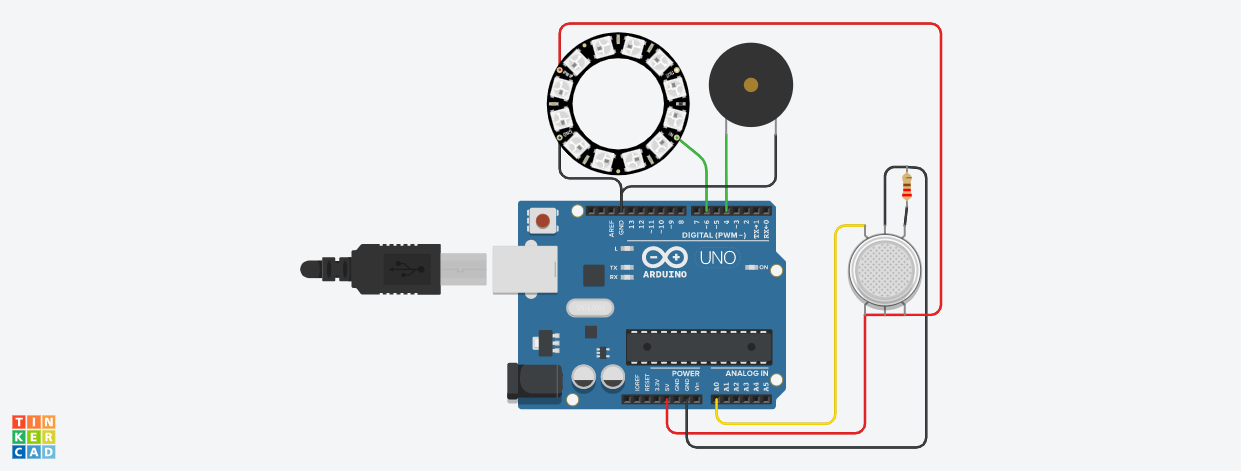 AREF
GND
13
12
~11
~10
~9
8
7
~6
~5
4
~3
2
TX→1
RX←0
DIGITAL (PWM~)
L
TX
RX
UNO
ARDUINO
ON
POWER
ANALOG IN
IOREF
RESET
3.3V
5V
GND
GND
Vin
A0
A1
A2
A3
A4
A5
TIN
KER
CAD